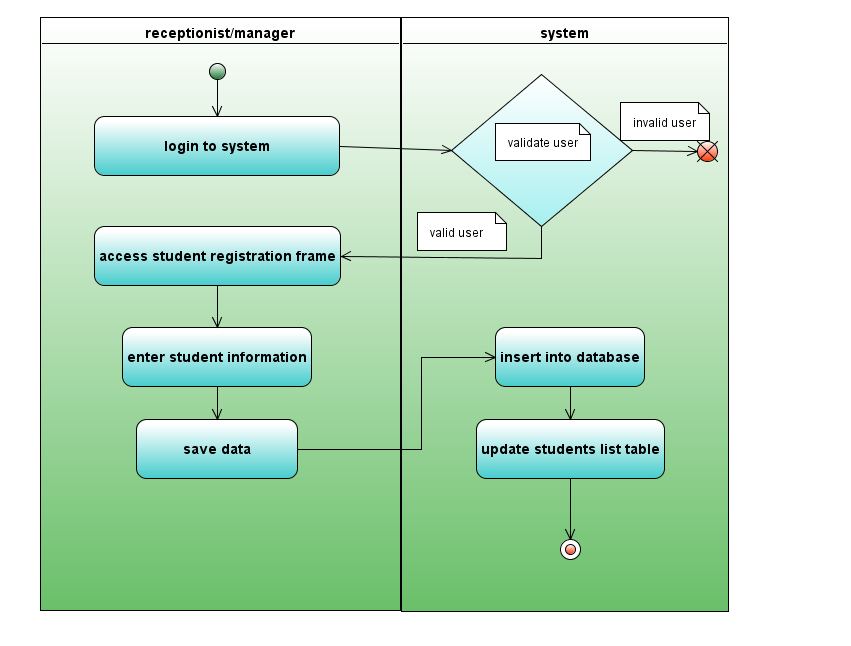 receptionist/manager
system
login to system
validate user
invalid user
valid user
access student registration frame
enter student information
insert into database
save data
update students list table